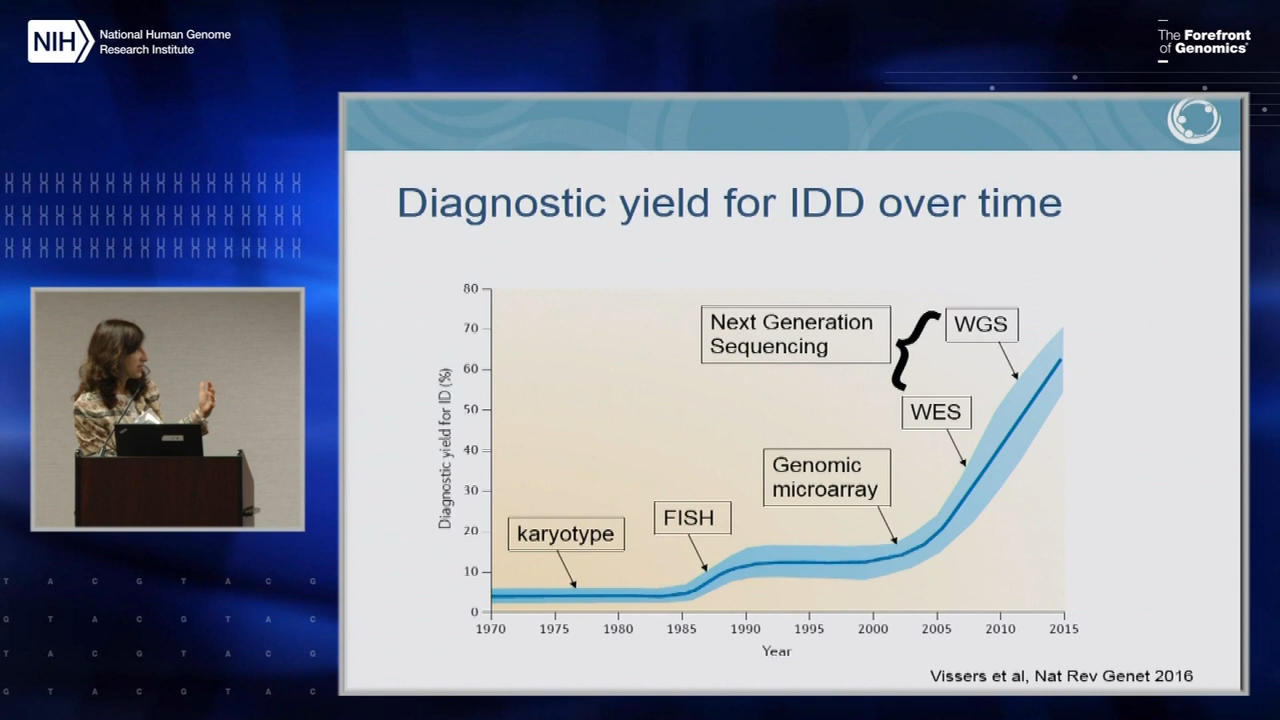 NIH
National Human Genome
Research Institute
The Forefront
of Genomics
Diagnostic yield for IDD over time
80
70
60
50
40
30
20
10
0
Diagnostic yield for ID (%)
Next Generation
Sequencing
WGS
WES
Genomic
microarray
FISH
karyotype
1970
1975
1980
1985
1990
1995
2000
2005
2010
2015
Year
Vissers et al, Nat Rev Genet 2016
T A C G T A C G
G T A C G T A C
T A C G T A C G
G T A C G T A C